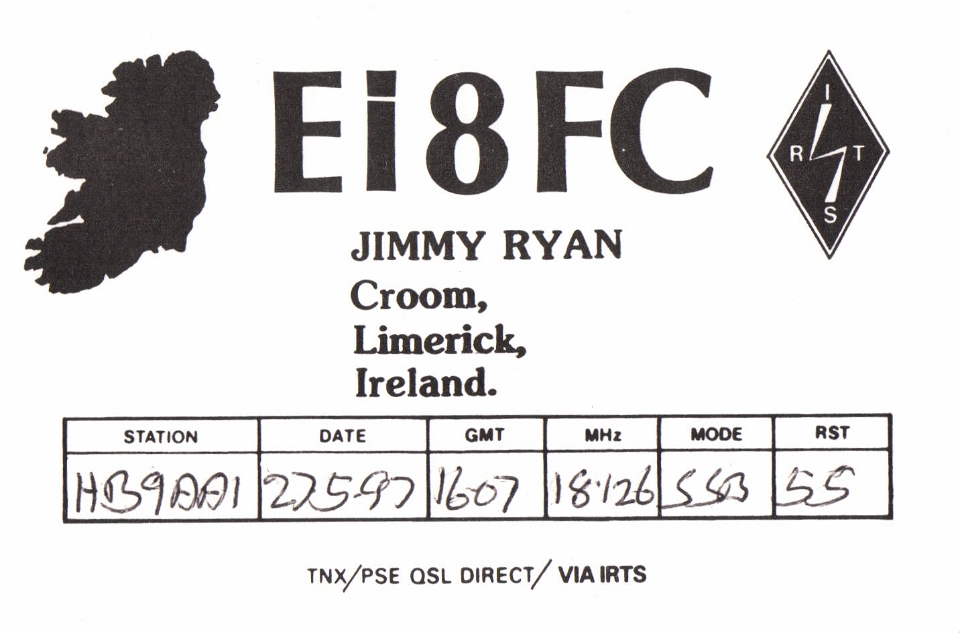 Ei8FC
I
R T
S
JIMMY RYAN
Croom,
Limerick,
Ireland.
STATION DATE GMT MHz MODE RST
HB9AAI 27-5-97 1607 18.126 SSB 55
TNX/PSE QSL DIRECT/ VIA IRTS